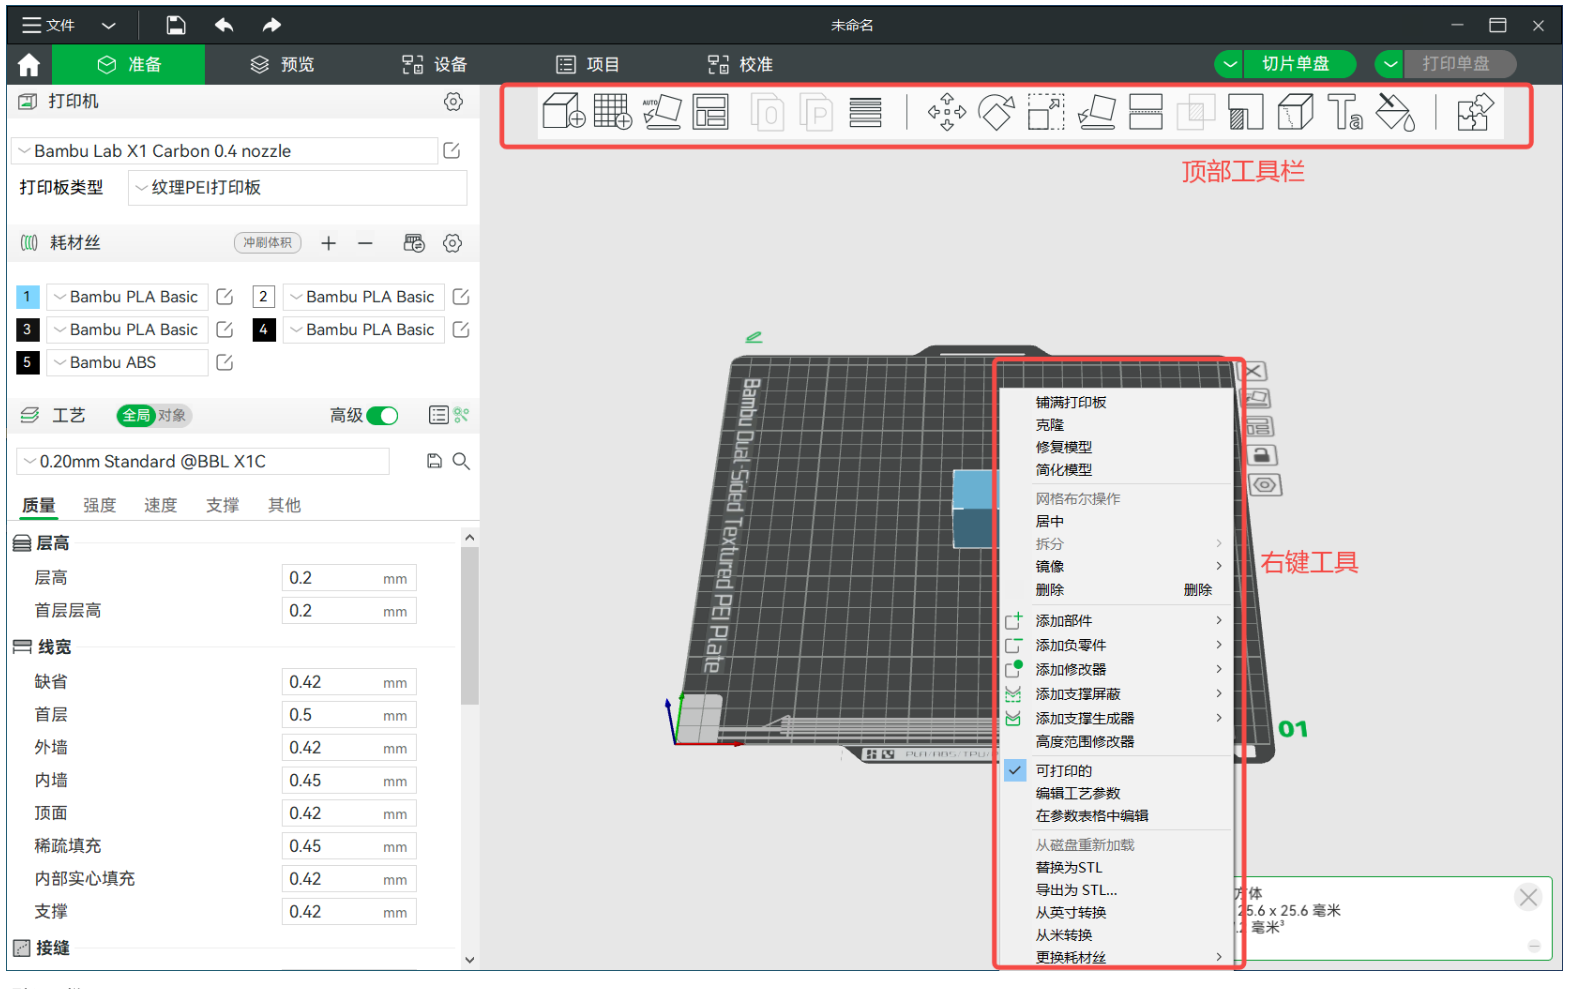 文件
未命名
准备
预览
设备
项目
校准
切片单盘
打印单盘
打印机
AUTO
O
P
Ta
顶部工具栏
Bambu Lab X1 Carbon 0.4 nozzle
打印板类型
纹理PEI打印板
耗材丝
冲刷体积
1 Bambu PLA Basic
2 Bambu PLA Basic
3 Bambu PLA Basic
4 Bambu PLA Basic
5 Bambu ABS
工艺
全局
对象
高级
0.20mm Standard @BBL X1C
质量
强度
速度
支撑
其他
层高
层高 0.2 mm
首层层高 0.2 mm
线宽
缺省 0.42 mm
首层 0.5 mm
外墙 0.42 mm
内墙 0.45 mm
顶面 0.42 mm
稀疏填充 0.45 mm
内部实心填充 0.42 mm
支撑 0.42 mm
接缝
Bambu Dual-Sided Textured PEI Plate
铺满打印板
克隆
修复模型
简化模型
网格布尔操作
居中
拆分
镜像
删除 删除
添加部件
添加负零件
添加修改器
添加支撑屏蔽
添加支撑生成器
高度范围修改器
可打印的
编辑工艺参数
在参数表格中编辑
从磁盘重新加载
替换为STL
导出为 STL...
从英寸转换
从米转换
更换耗材丝
右键工具
01
方体
25.6 x 25.6 毫米
毫米³